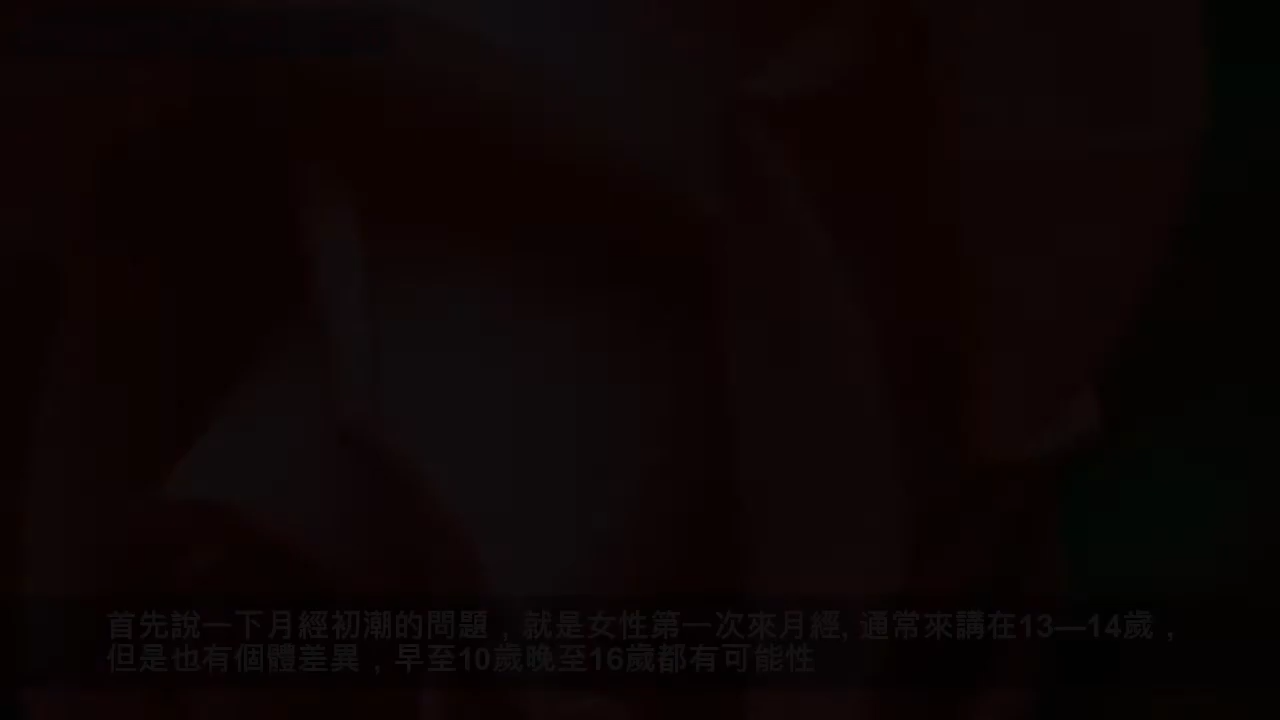 首先說一下月經初潮的問題，就是女性第一次來月經, 通常來講在13—14歲，
但是也有個體差異，早至10歲晚至16歲都有可能性